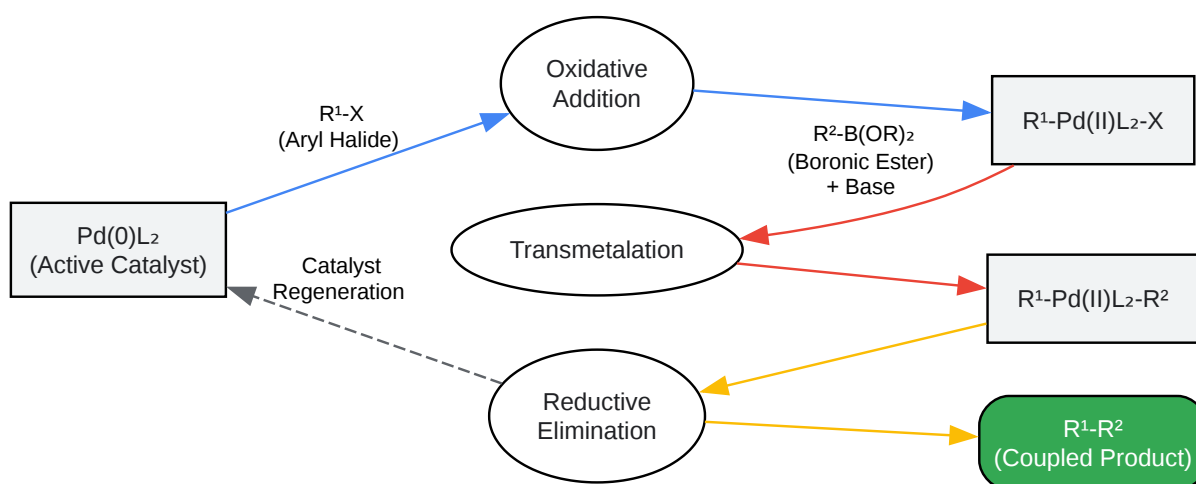 Oxidative
Addition
R¹-X
(Aryl Halide)
R¹-Pd(II)L₂-X
R²-B(OR)₂
(Boronic Ester)
+ Base
Pd(0)L₂
(Active Catalyst)
Transmetalation
Catalyst
Regeneration
R¹-Pd(II)L₂-R²
Reductive
Elimination
R¹-R²
(Coupled Product)